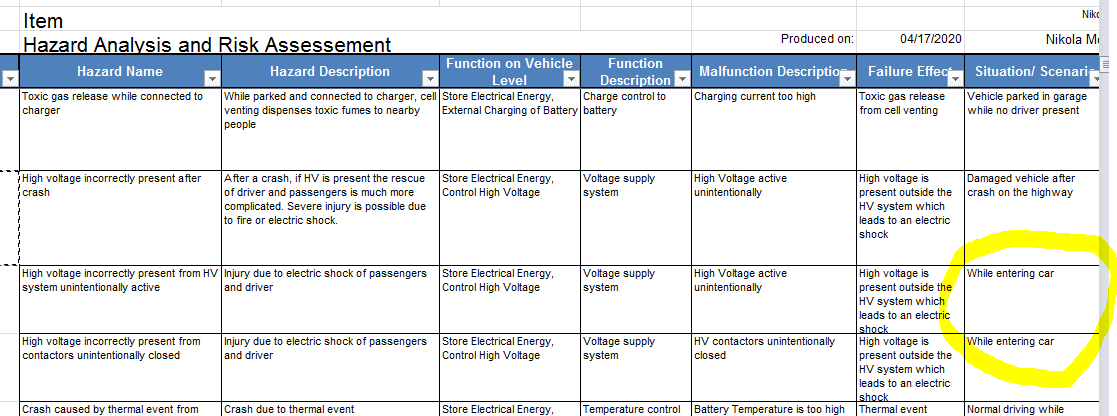 Item
Nik
Hazard Analysis and Risk Assessement
Produced on: 04/17/2020 Nikola M
Hazard Name Hazard Description Function on Vehicle Level Function Description Malfunction Description Failure Effect Situation/ Scenari
Toxic gas release while connected to
charger
While parked and connected to charger, cell
venting dispenses toxic fumes to nearby
people
Store Electrical Energy,
External Charging of Battery
Charge control to
battery
Charging current too high
Toxic gas release
from cell venting
Vehicle parked in garage
while no driver present
High voltage incorrectly present after
crash
After a crash, if HV is present the rescue
of driver and passengers is much more
complicated. Severe injury is possible due
to fire or electric shock.
Store Electrical Energy,
Control High Voltage
Voltage supply
system
High Voltage active
unintentionally
High voltage is
present outside the
HV system which
leads to an electric
shock
Damaged vehicle after
crash on the highway
High voltage incorrectly present from HV
system unintentionally active
Injury due to electric shock of passengers
and driver
Store Electrical Energy,
Control High Voltage
Voltage supply
system
High Voltage active
unintentionally
High voltage is
present outside the
HV system which
leads to an electric
shock
While entering car
High voltage incorrectly present from
contactors unintentionally closed
Injury due to electric shock of passengers
and driver
Store Electrical Energy,
Control High Voltage
Voltage supply
system
HV contactors unintentionally
closed
High voltage is
present outside the
HV system which
leads to an electric
shock
While entering car
Crash caused by thermal event from
Crash due to thermal event
Store Electrical Energy,
Temperature control
Battery Temperature is too high
Thermal event
Normal driving while